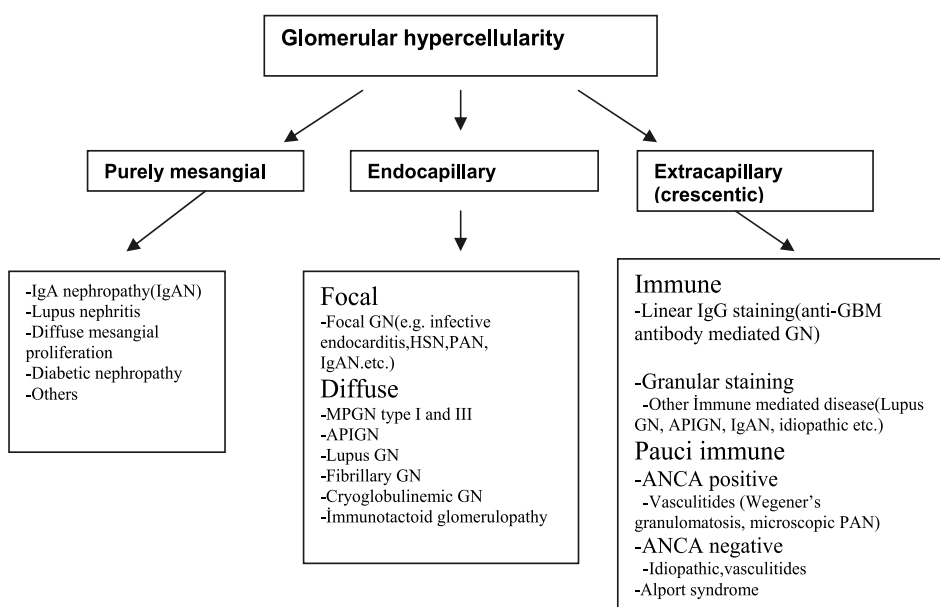 Glomerular hypercellularity
Purely mesangial
Endocapillary
Extracapillary
(crescentic)
-IgA nephropathy(IgAN)
-Lupus nephritis
-Diffuse mesangial
proliferation
-Diabetic nephropathy
-Others
Focal
-Focal GN(e.g. infective
endocarditis,HSN,PAN,
IgAN.etc.)
Diffuse
-MPGN type I and III
-APIGN
-Lupus GN
-Fibrillary GN
-Cryoglobulinemic GN
-İmmunotactoid glomerulopathy
Immune
-Linear IgG staining(anti-GBM
antibody mediated GN)
-Granular staining
-Other İmmune mediated disease(Lupus
GN, APIGN, IgAN, idiopathic etc.)
Pauci immune
-ANCA positive
-Vasculitides (Wegener’s
granulomatosis, microscopic PAN)
-ANCA negative
-Idiopathic,vasculitides
-Alport syndrome